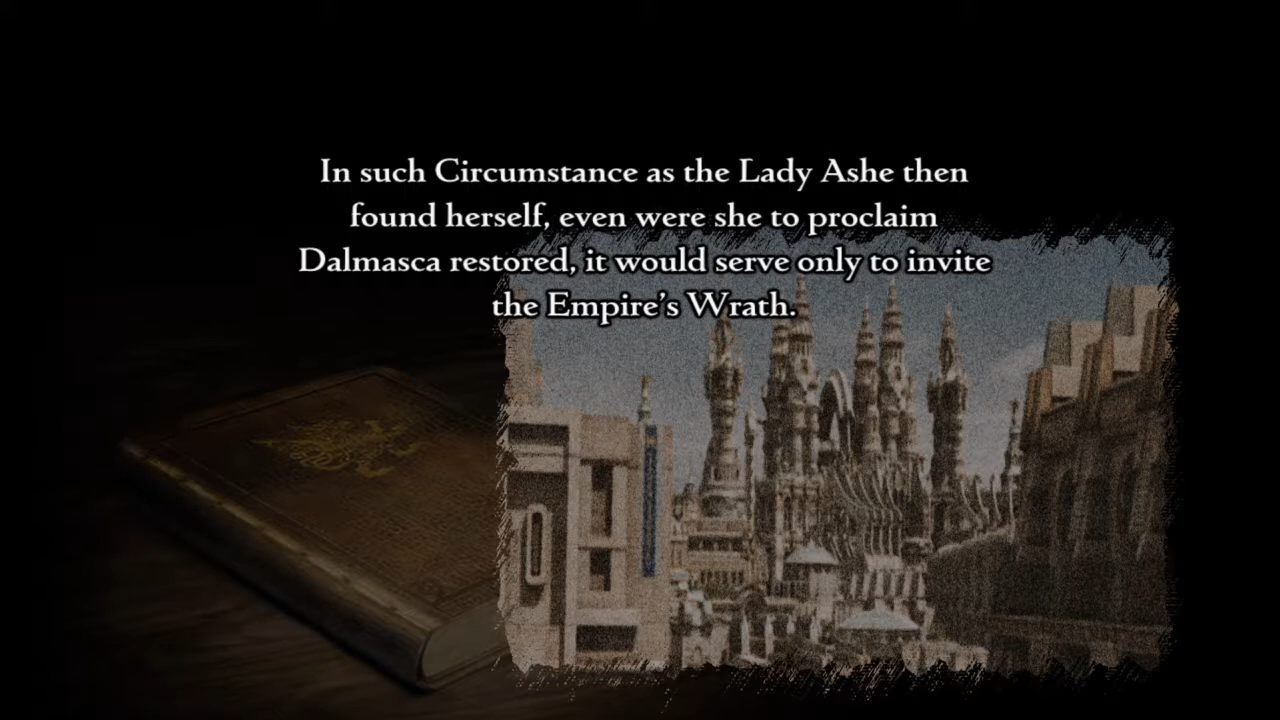 In such Circumstance as the Lady Ashe then
found herself, even were she to proclaim
Dalmasca restored, it would serve only to invite
the Empire's Wrath.